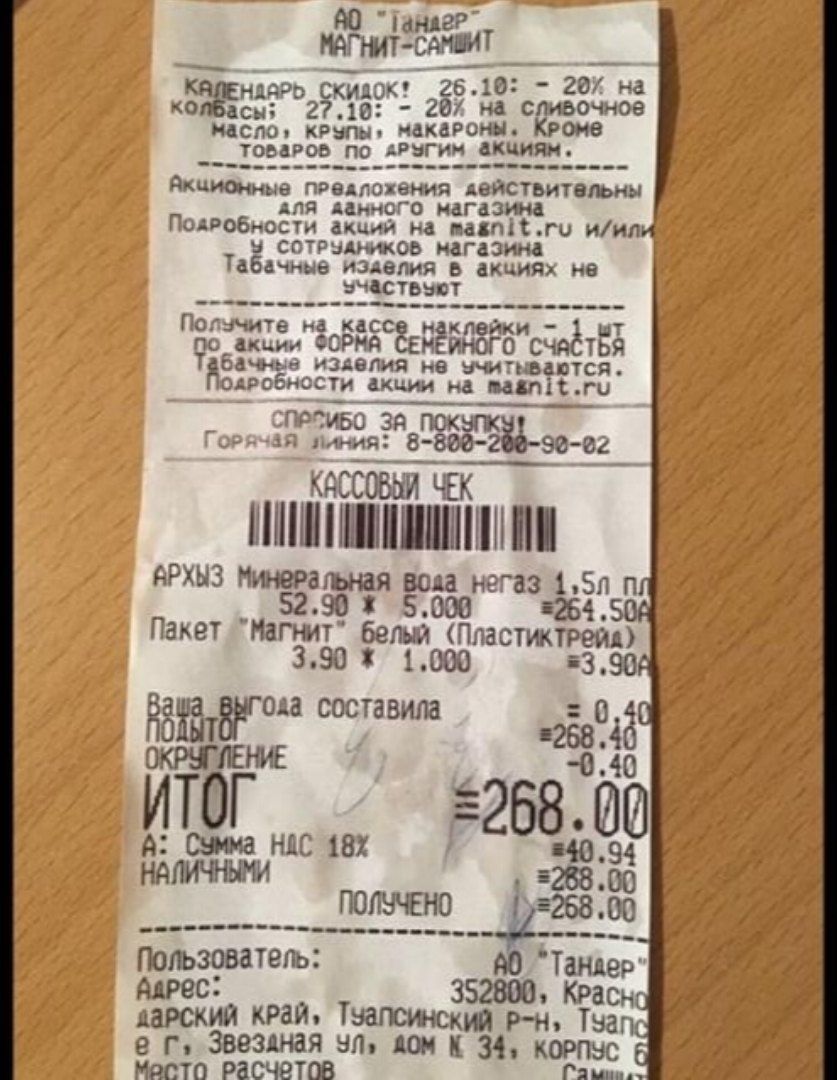 АО "Тандер"
МАГНИТ-САМШИТ
КАЛЕНДАРЬ СКИДОК! 26.10: - 20% на
колбасы; 27.10: - 20% на сливочное
масло, крупы, макароны. Кроме
товаров по другим акциям.
Акционные предложения действительны
для данного магазина
Подробности акций на magnit.ru и/или
у сотрудников магазина
Табачные изделия в акциях не
участвуют
Получите на кассе наклейки - 1 шт
по акции ФОРМА СЕМЕЙНОГО СЧАСТЬЯ
Табачные изделия не учитываются.
Подробности акции на magnit.ru
СПАСИБО ЗА ПОКУПКУ!
Горячая линия: 8-800-200-90-02
КАССОВЫЙ ЧЕК
АРХЫЗ Минеральная вода негаз 1,5л пл
52.90 * 5.000 ≡264.50А
Пакет "Магнит" белый (Пластиктрейд)
3.90 * 1.000 ≡3.90А
Ваша выгода составила = 0,40
ПОДЫТОГ ≡268.40
ОКРУГЛЕНИЕ -0.40
ИТОГ ≡268.00
А: Сумма НДС 18% ≡40.94
НАЛИЧНЫМИ ≡268.00
ПОЛУЧЕНО ≡268.00
Пользователь: АО "Тандер"
Адрес: 352800, Красно
дарский край, Туапсинский р-н, Туапс
е г, Звездная ул, дом № 34, корпус 6
Место расчетов Самшит